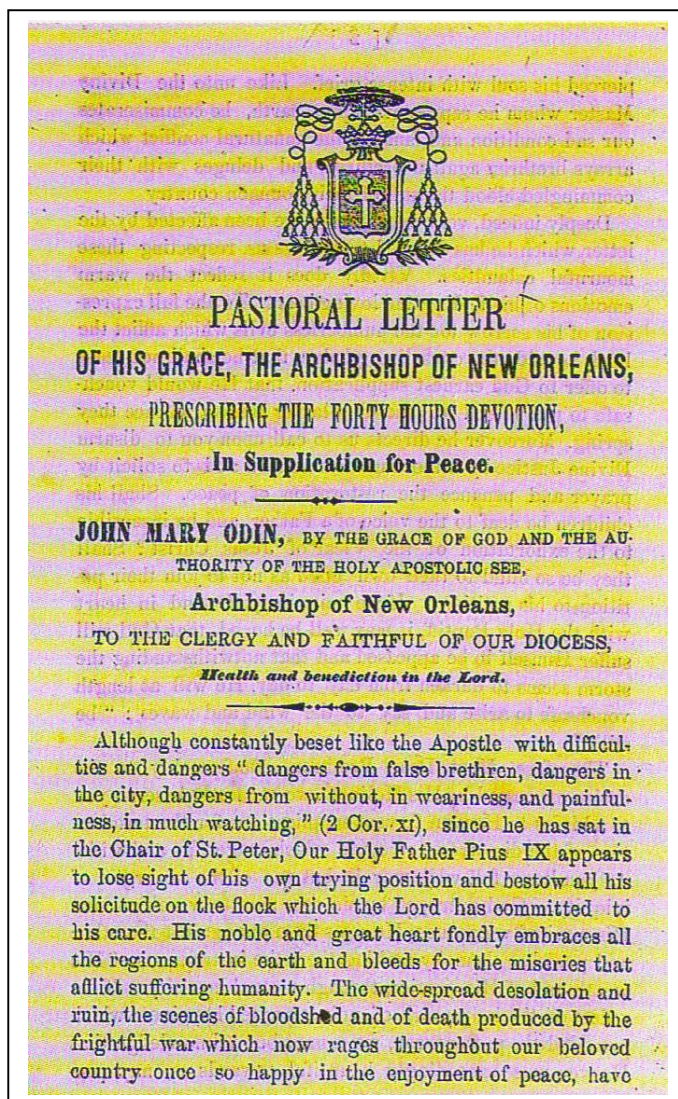 PASTORAL LETTER
OF HIS GRACE, THE ARCHBISHOP OF NEW ORLEANS,
PRESCRIBING THE FORTY HOURS DEVOTION,
In Supplication for Peace.
JOHN MARY ODIN, BY THE GRACE OF GOD AND THE AU-
THORITY OF THE HOLY APOSTOLIC SEE,
Archbishop of New Orleans,
TO THE CLERGY AND FAITHFUL OF OUR DIOCESS,
Health and benediction in the Lord.
Although constantly beset like the Apostle with difficul-
ties and dangers " dangers from false brethren, dangers in
the city, dangers from without, in weariness, and painful-
ness, in much watching, " (2 Cor. XI), since he has sat in
the Chair of St. Peter, Our Holy Father Pius IX appears
to lose sight of his own trying position and bestow all his
solicitude on the flock which the Lord has committed to
his care. His noble and great heart fondly embraces all
the regions of the earth and bleeds for the miseries that
afflict suffering humanity. The wide-spread desolation and
ruin, the scenes of bloodshed and of death produced by the
frightful war which now rages throughout our beloved
country once so happy in the enjoyment of peace, have